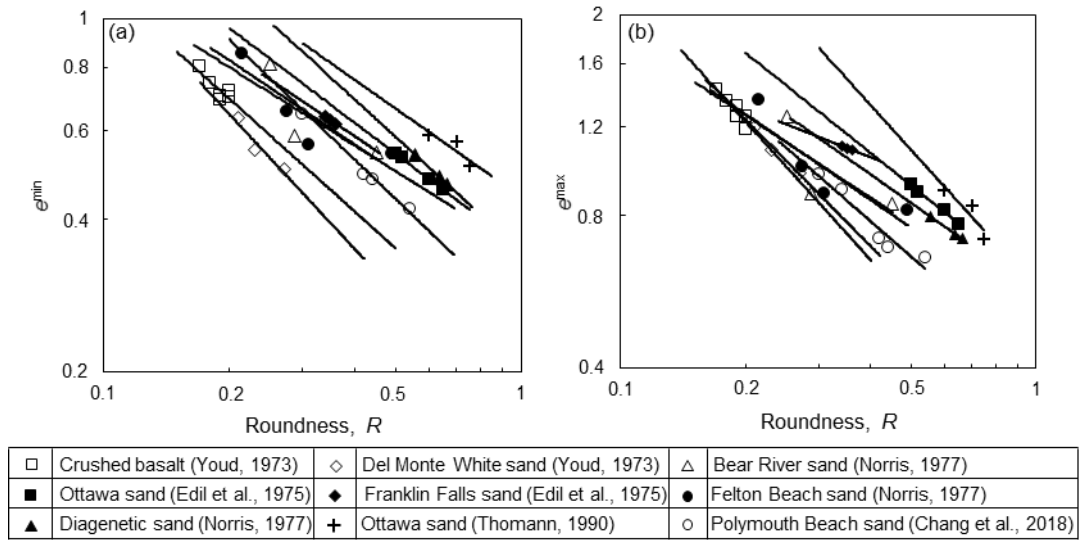 (a)
1
0.8
0.6
0.4
0.2
e^min
0.1
0.2
0.5
1
Roundness, R
(b)
2
1.6
1.2
0.8
0.4
e^max
0.1
0.2
0.5
1
Roundness, R
Crushed basalt (Youd, 1973) Del Monte White sand (Youd, 1973) Bear River sand (Norris, 1977)
Ottawa sand (Edil et al., 1975) Franklin Falls sand (Edil et al., 1975) Felton Beach sand (Norris, 1977)
Diagenetic sand (Norris, 1977) Ottawa sand (Thomann, 1990) Polymouth Beach sand (Chang et al., 2018)